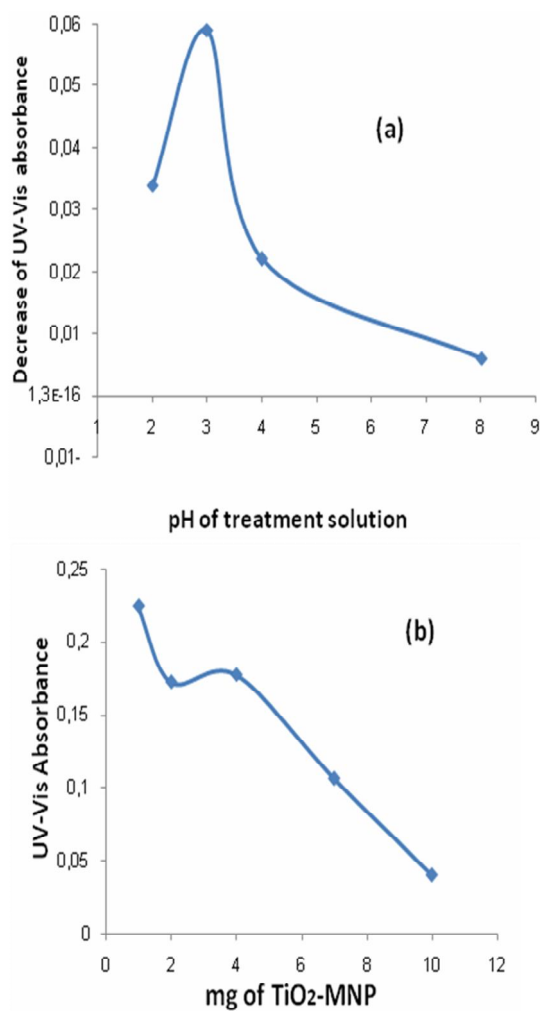 Decrease of UV-Vis absorbance
0,06
0,05
0,04
0,03
0,02
0,01
1,3E-16
0,01-
(a)
1 2 3 4 5 6 7 8 9
pH of treatment solution
UV-Vis Absorbance
0,25
0,2
0,15
0,1
0,05
0
(b)
0 2 4 6 8 10 12
mg of TiO2-MNP